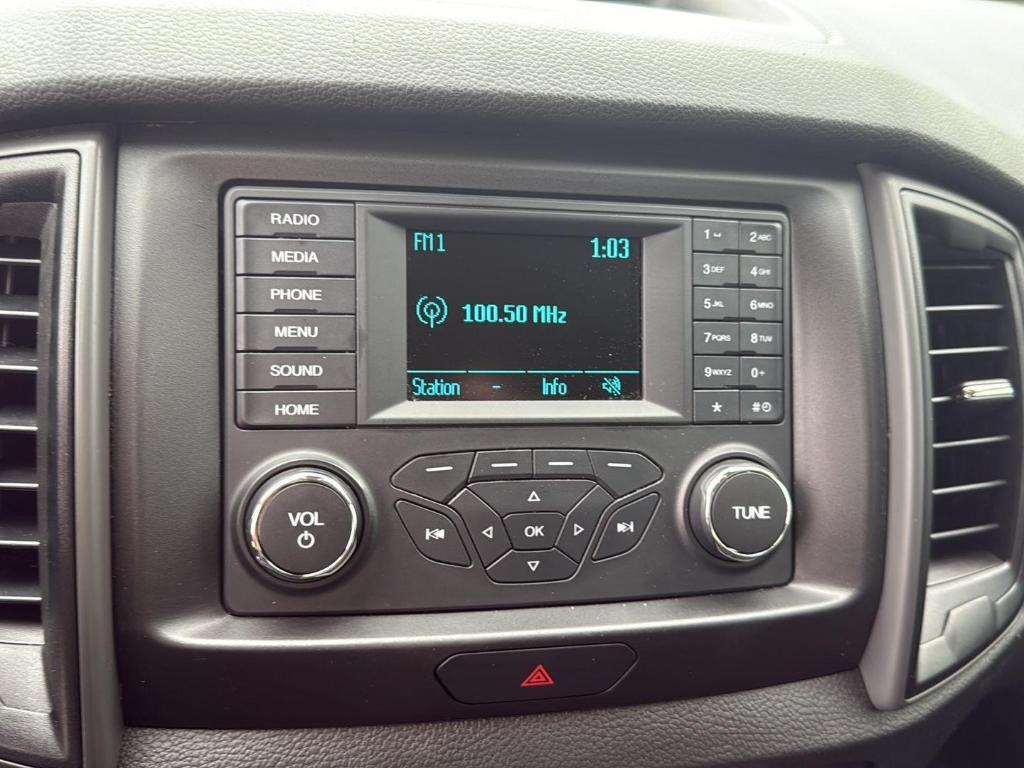 RADIO
MEDIA
PHONE
MENU
SOUND
HOME
FM1 1:03
100.50 MHz
Station - Info
1 2ABC
3DEF 4GHI
5JKL 6MNO
7PQRS 8TUV
9WXYZ 0+
* #
VOL
OK
TUNE